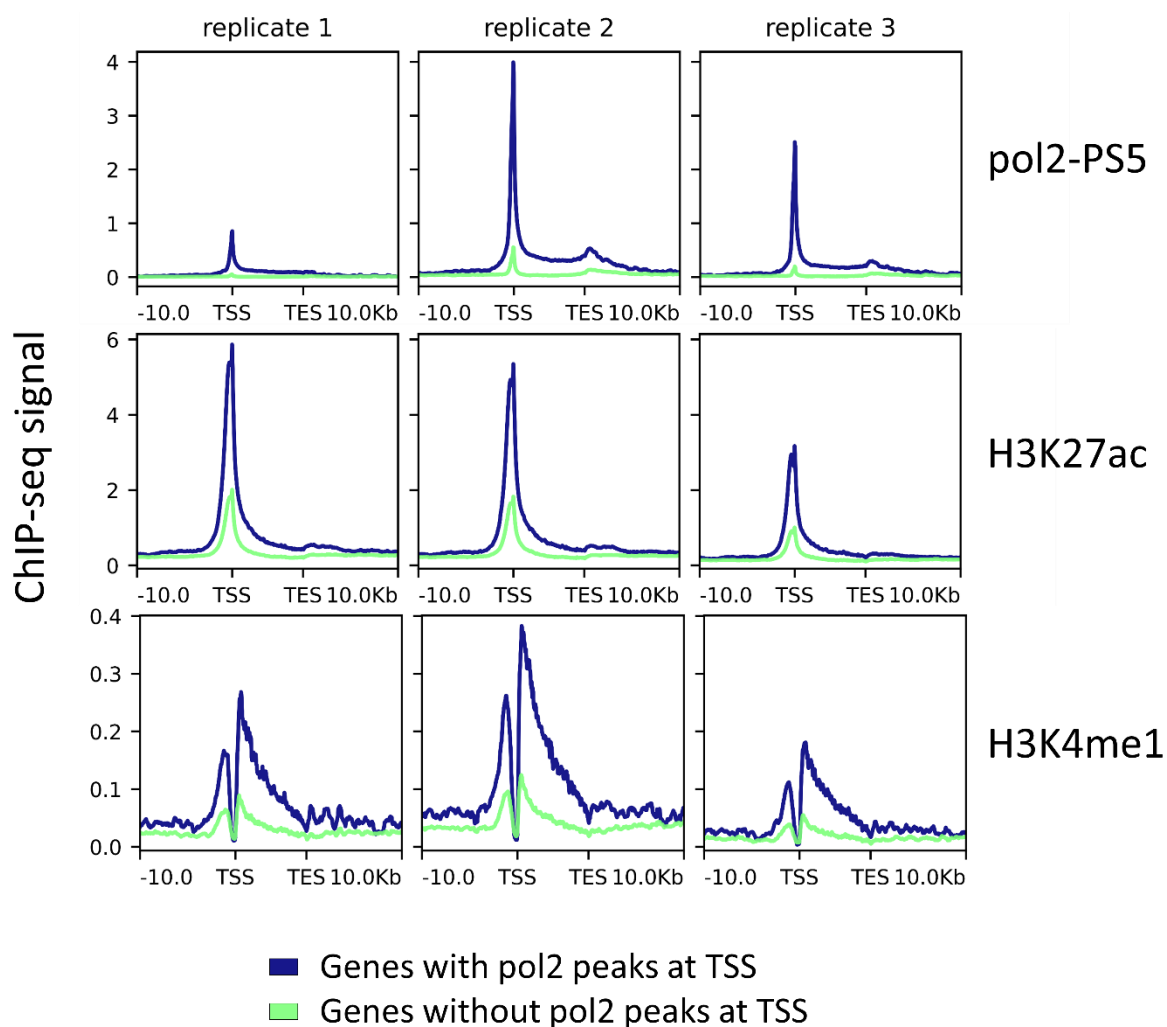 replicate 1 replicate 2 replicate 3
4
3
2
1
0
-10.0 TSS TES 10.0Kb -10.0 TSS TES 10.0Kb -10.0 TSS TES 10.0Kb
pol2-PS5
ChIP-seq signal
6
4
2
0
-10.0 TSS TES 10.0Kb -10.0 TSS TES 10.0Kb -10.0 TSS TES 10.0Kb
H3K27ac
0.4
0.3
0.2
0.1
0.0
-10.0 TSS TES 10.0Kb -10.0 TSS TES 10.0Kb -10.0 TSS TES 10.0Kb
H3K4me1
Genes with pol2 peaks at TSS
Genes without pol2 peaks at TSS